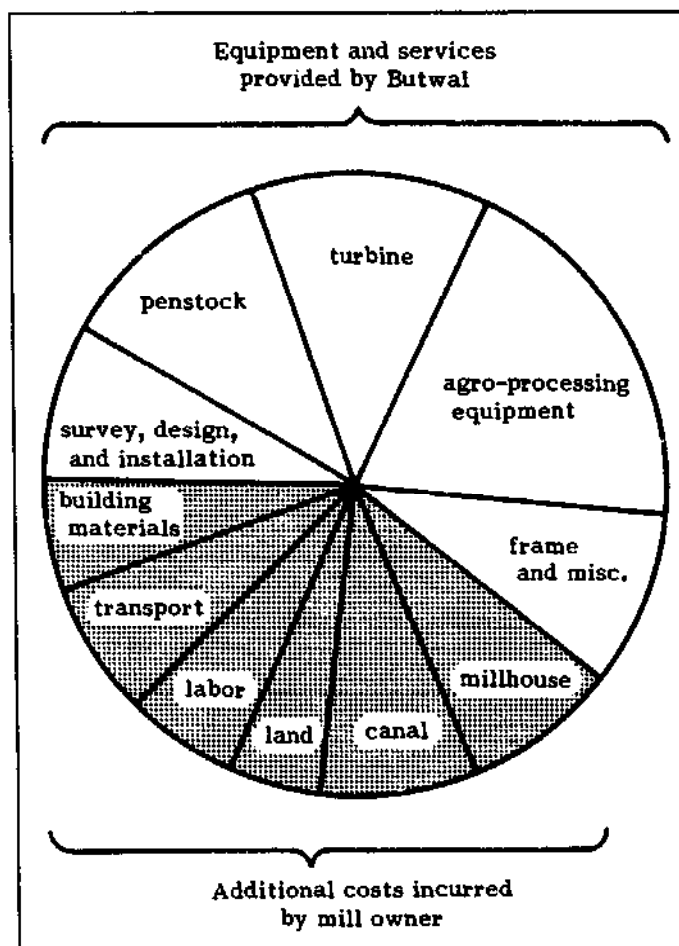 Equipment and services
provided by Butwal
turbine
penstock
agro-processing
equipment
survey, design,
and installation
building
materials
frame
and misc.
transport
millhouse
labor
land
canal
Additional costs incurred
by mill owner